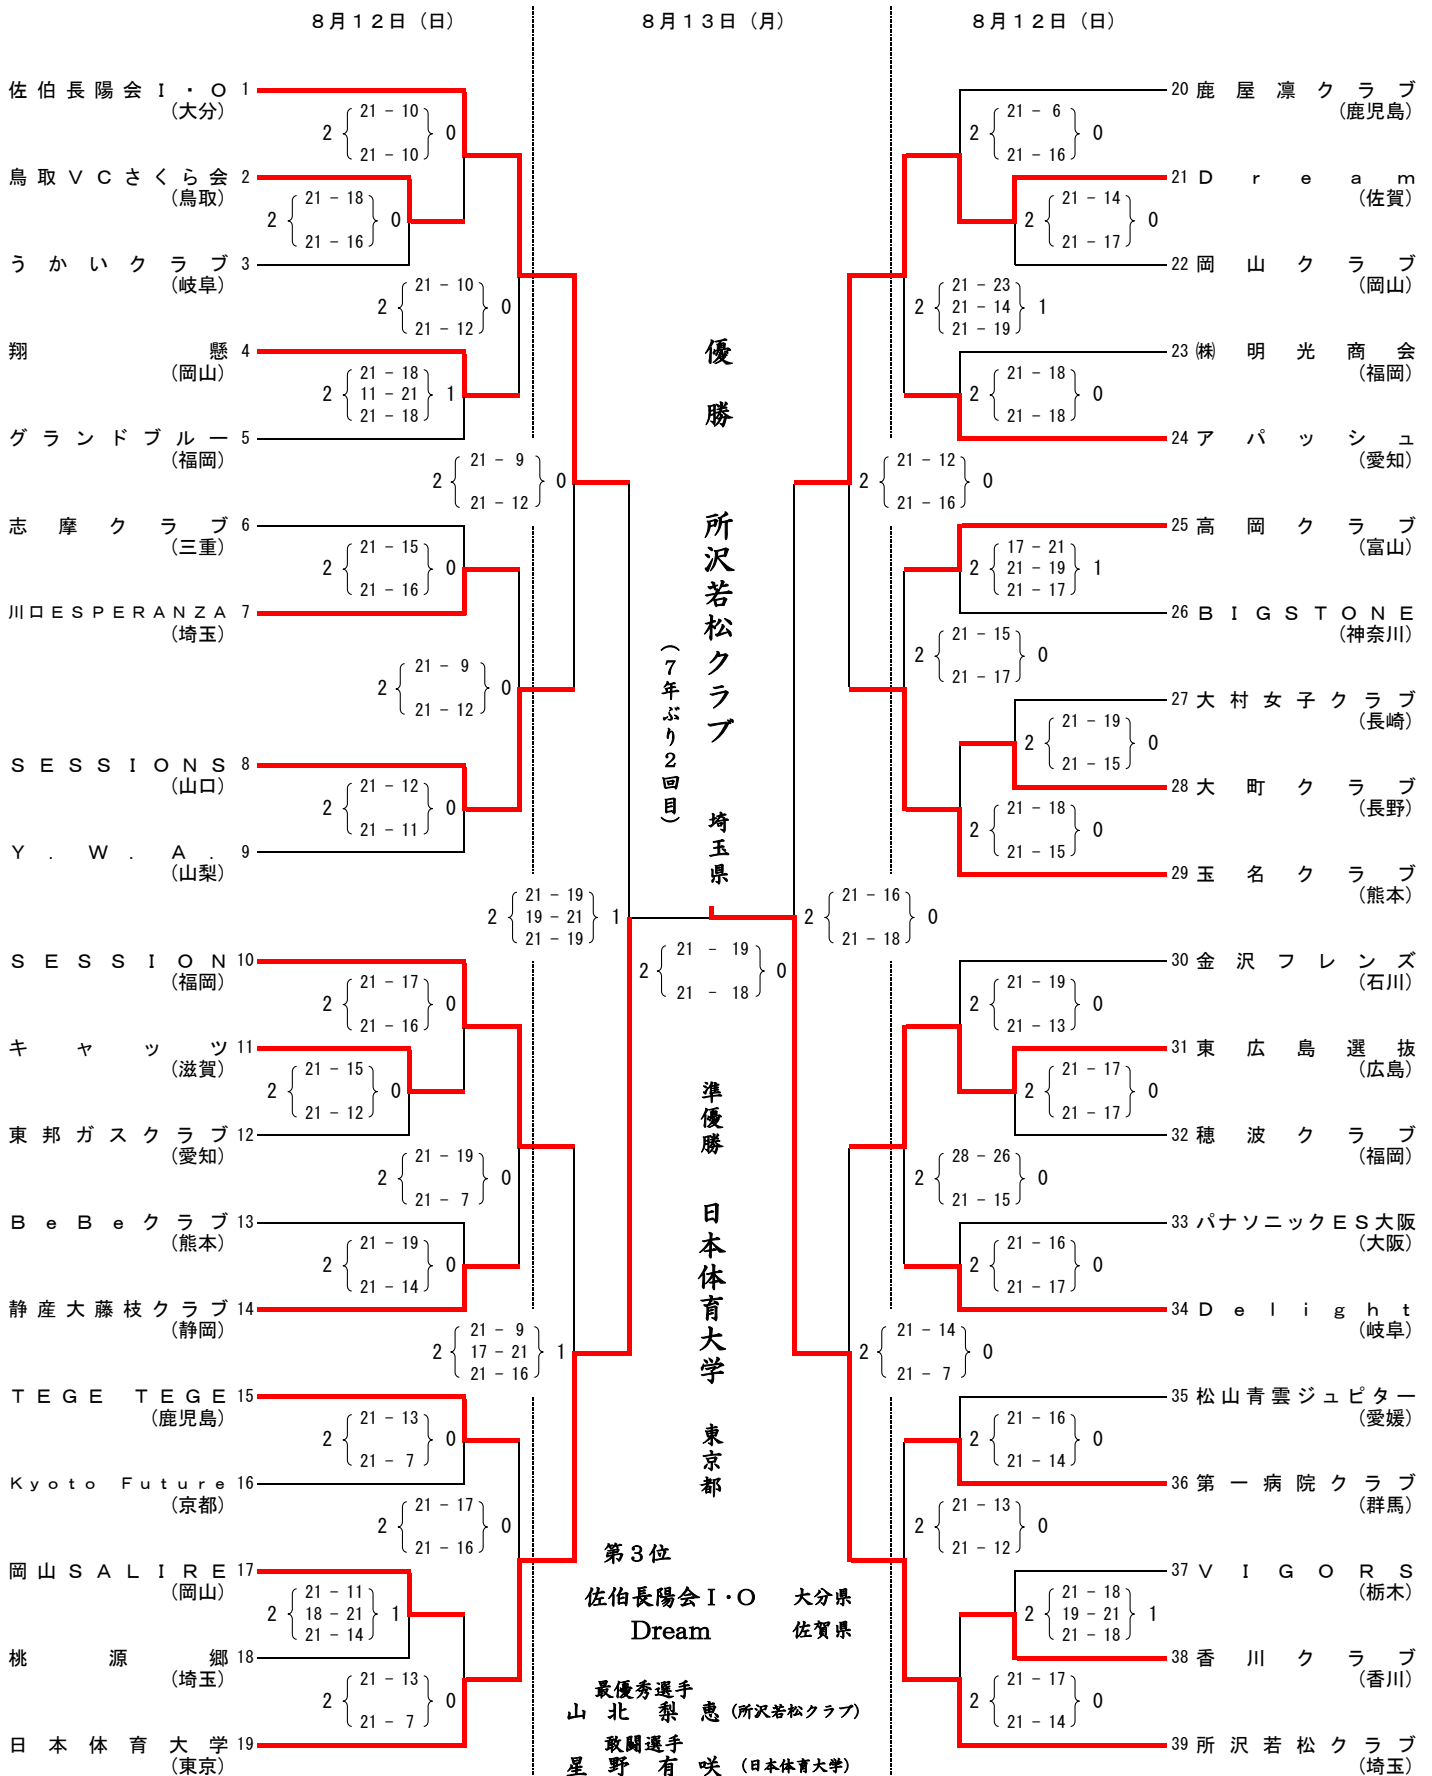 ８月１２日（日）
８月１３日（月）
８月１２日（日）
佐伯長陽会Ｉ・Ｏ 1
（大分）
2 21 - 10 0
21 - 10
鳥取ＶＣさくら会 2
（鳥取）
2 21 - 18 0
21 - 16
うかいクラブ 3
（岐阜）
2 21 - 10 0
21 - 12
翔懸 4
（岡山）
2 21 - 18 1
11 - 21
21 - 18
グランドブルー 5
（福岡）
2 21 - 9 0
21 - 12
志摩クラブ 6
（三重）
2 21 - 15 0
21 - 16
川口ＥＳＰＥＲＡＮＺＡ 7
（埼玉）
2 21 - 9 0
21 - 12
ＳＥＳＳＩＯＮＳ 8
（山口）
2 21 - 12 0
21 - 11
Ｙ．Ｗ．Ａ． 9
（山梨）
2 21 - 19 1
19 - 21
21 - 19
ＳＥＳＳＩＯＮ 10
（福岡）
2 21 - 17 0
21 - 16
キャッツ 11
（滋賀）
2 21 - 15 0
21 - 12
東邦ガスクラブ 12
（愛知）
2 21 - 19 0
21 - 7
ＢｅＢｅクラブ 13
（熊本）
2 21 - 19 0
21 - 14
静産大藤枝クラブ 14
（静岡）
2 21 - 9 1
17 - 21
21 - 16
ＴＥＧＥ ＴＥＧＥ 15
（鹿児島）
2 21 - 13 0
21 - 7
Ｋｙｏｔｏ Ｆｕｔｕｒｅ 16
（京都）
2 21 - 17 0
21 - 16
岡山ＳＡＬＩＲＥ 17
（岡山）
2 21 - 11 1
18 - 21
21 - 14
桃源郷 18
（埼玉）
2 21 - 13 0
21 - 7
日本体育大学 19
（東京）
優勝 所沢若松クラブ 埼玉県
（７年ぶり２回目）
2 21 - 19 0
21 - 18
準優勝 日本体育大学 東京都
第３位
佐伯長陽会Ｉ・Ｏ 大分県
Dream 佐賀県
最優秀選手
山北 梨恵（所沢若松クラブ）
敢闘選手
星野 有咲（日本体育大学）
20 鹿屋凛クラブ
（鹿児島）
2 21 - 6 0
21 - 16
21 Ｄｒｅａｍ
（佐賀）
2 21 - 14 0
21 - 17
22 岡山クラブ
（岡山）
2 21 - 23 1
21 - 14
21 - 19
23 ㈱明光商会
（福岡）
2 21 - 18 0
21 - 18
24 アパッシュ
（愛知）
2 21 - 12 0
21 - 16
25 高岡クラブ
（富山）
2 17 - 21 1
21 - 19
21 - 17
26 ＢＩＧＳＴＯＮＥ
（神奈川）
2 21 - 15 0
21 - 17
27 大村女子クラブ
（長崎）
2 21 - 19 0
21 - 15
28 大町クラブ
（長野）
2 21 - 18 0
21 - 15
29 玉名クラブ
（熊本）
2 21 - 16 0
21 - 18
30 金沢フレンズ
（石川）
2 21 - 19 0
21 - 13
31 東広島選抜
（広島）
2 21 - 17 0
21 - 17
32 穂波クラブ
（福岡）
2 28 - 26 0
21 - 15
33 パナソニックＥＳ大阪
（大阪）
2 21 - 16 0
21 - 17
34 Ｄｅｌｉｇｈｔ
（岐阜）
2 21 - 14 0
21 - 7
35 松山青雲ジュピター
（愛媛）
2 21 - 16 0
21 - 14
36 第一病院クラブ
（群馬）
2 21 - 13 0
21 - 12
37 ＶＩＧＯＲＳ
（栃木）
2 21 - 18 1
19 - 21
21 - 18
38 香川クラブ
（香川）
2 21 - 17 0
21 - 14
39 所沢若松クラブ
（埼玉）